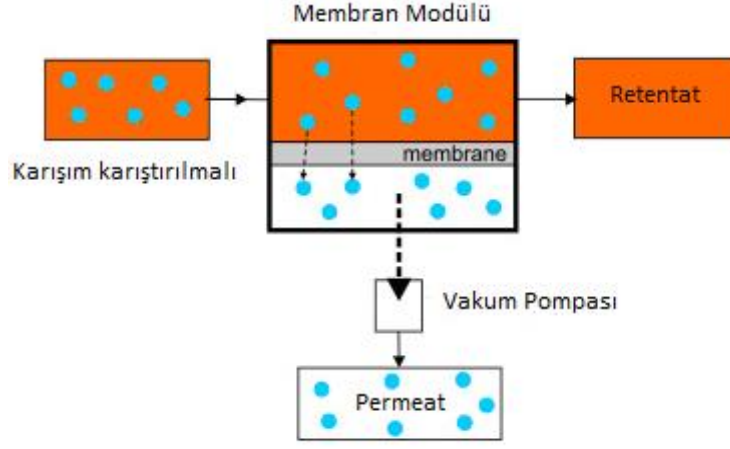 Membran Modülü
Retentat
membrane
Karışım karıştırılmalı
Vakum Pompası
Permeat